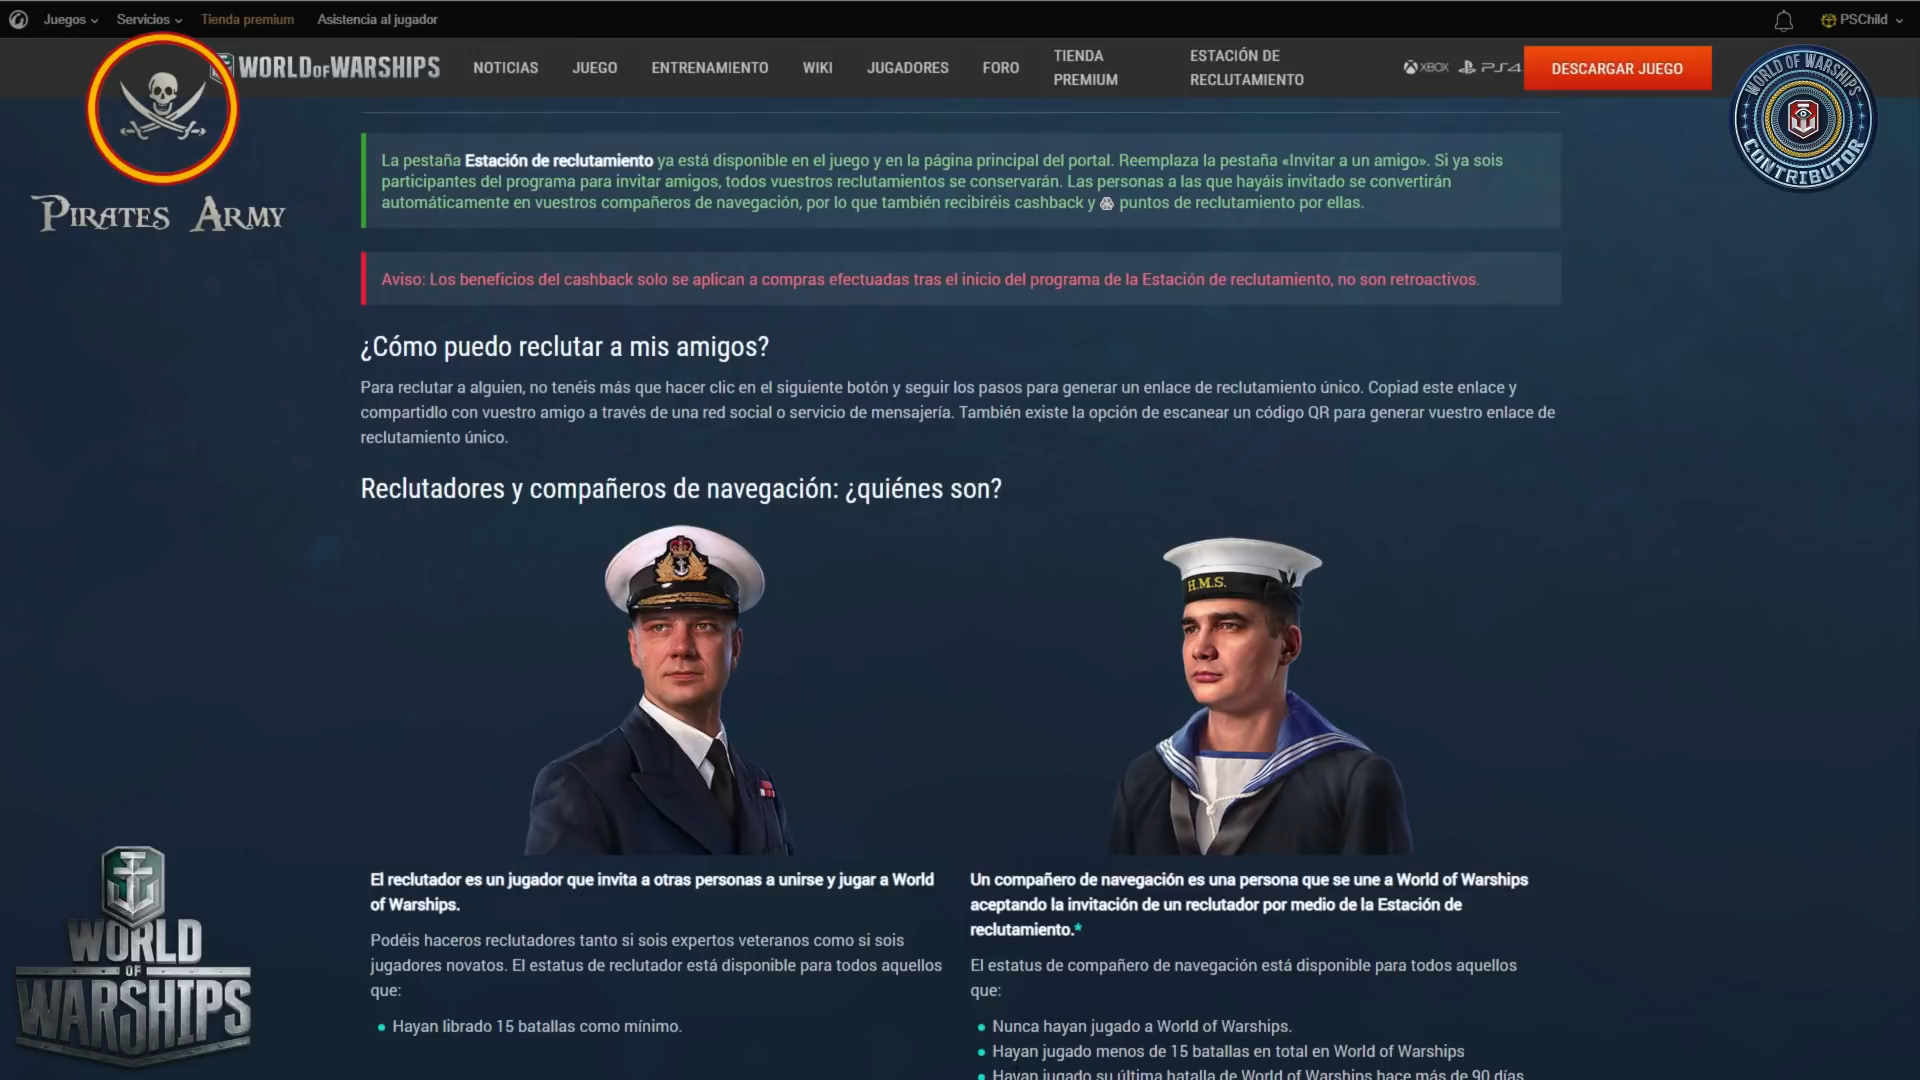 Juegos Servicios Tienda premium Asistencia al jugador PSChild
WORLD OF WARSHIPS NOTICIAS JUEGO ENTRENAMIENTO WIKI JUGADORES FORO TIENDA PREMIUM ESTACIÓN DE RECLUTAMIENTO XBOX PS4 DESCARGAR JUEGO
WORLD OF WARSHIPS
CONTRIBUTOR
PIRATES ARMY
La pestaña Estación de reclutamiento ya está disponible en el juego y en la página principal del portal. Reemplaza la pestaña «Invitar a un amigo». Si ya sois
participantes del programa para invitar amigos, todos vuestros reclutamientos se conservarán. Las personas a las que hayáis invitado se convertirán
automáticamente en vuestros compañeros de navegación, por lo que también recibiréis cashback y puntos de reclutamiento por ellas.
Aviso: Los beneficios del cashback solo se aplican a compras efectuadas tras el inicio del programa de la Estación de reclutamiento, no son retroactivos.
¿Cómo puedo reclutar a mis amigos?
Para reclutar a alguien, no tenéis más que hacer clic en el siguiente botón y seguir los pasos para generar un enlace de reclutamiento único. Copiad este enlace y
compartidlo con vuestro amigo a través de una red social o servicio de mensajería. También existe la opción de escanear un código QR para generar vuestro enlace de
reclutamiento único.
Reclutadores y compañeros de navegación: ¿quiénes son?
H.M.S.
El reclutador es un jugador que invita a otras personas a unirse y jugar a World
of Warships.
Podéis haceros reclutadores tanto si sois expertos veteranos como si sois
jugadores novatos. El estatus de reclutador está disponible para todos aquellos
que:
Hayan librado 15 batallas como mínimo.
Un compañero de navegación es una persona que se une a World of Warships
aceptando la invitación de un reclutador por medio de la Estación de
reclutamiento.*
El estatus de compañero de navegación está disponible para todos aquellos
que:
Nunca hayan jugado a World of Warships.
Hayan jugado menos de 15 batallas en total en World of Warships
Hayan jugado su última batalla de World of Warships hace más de 90 días
WORLD
OF
WARSHIPS